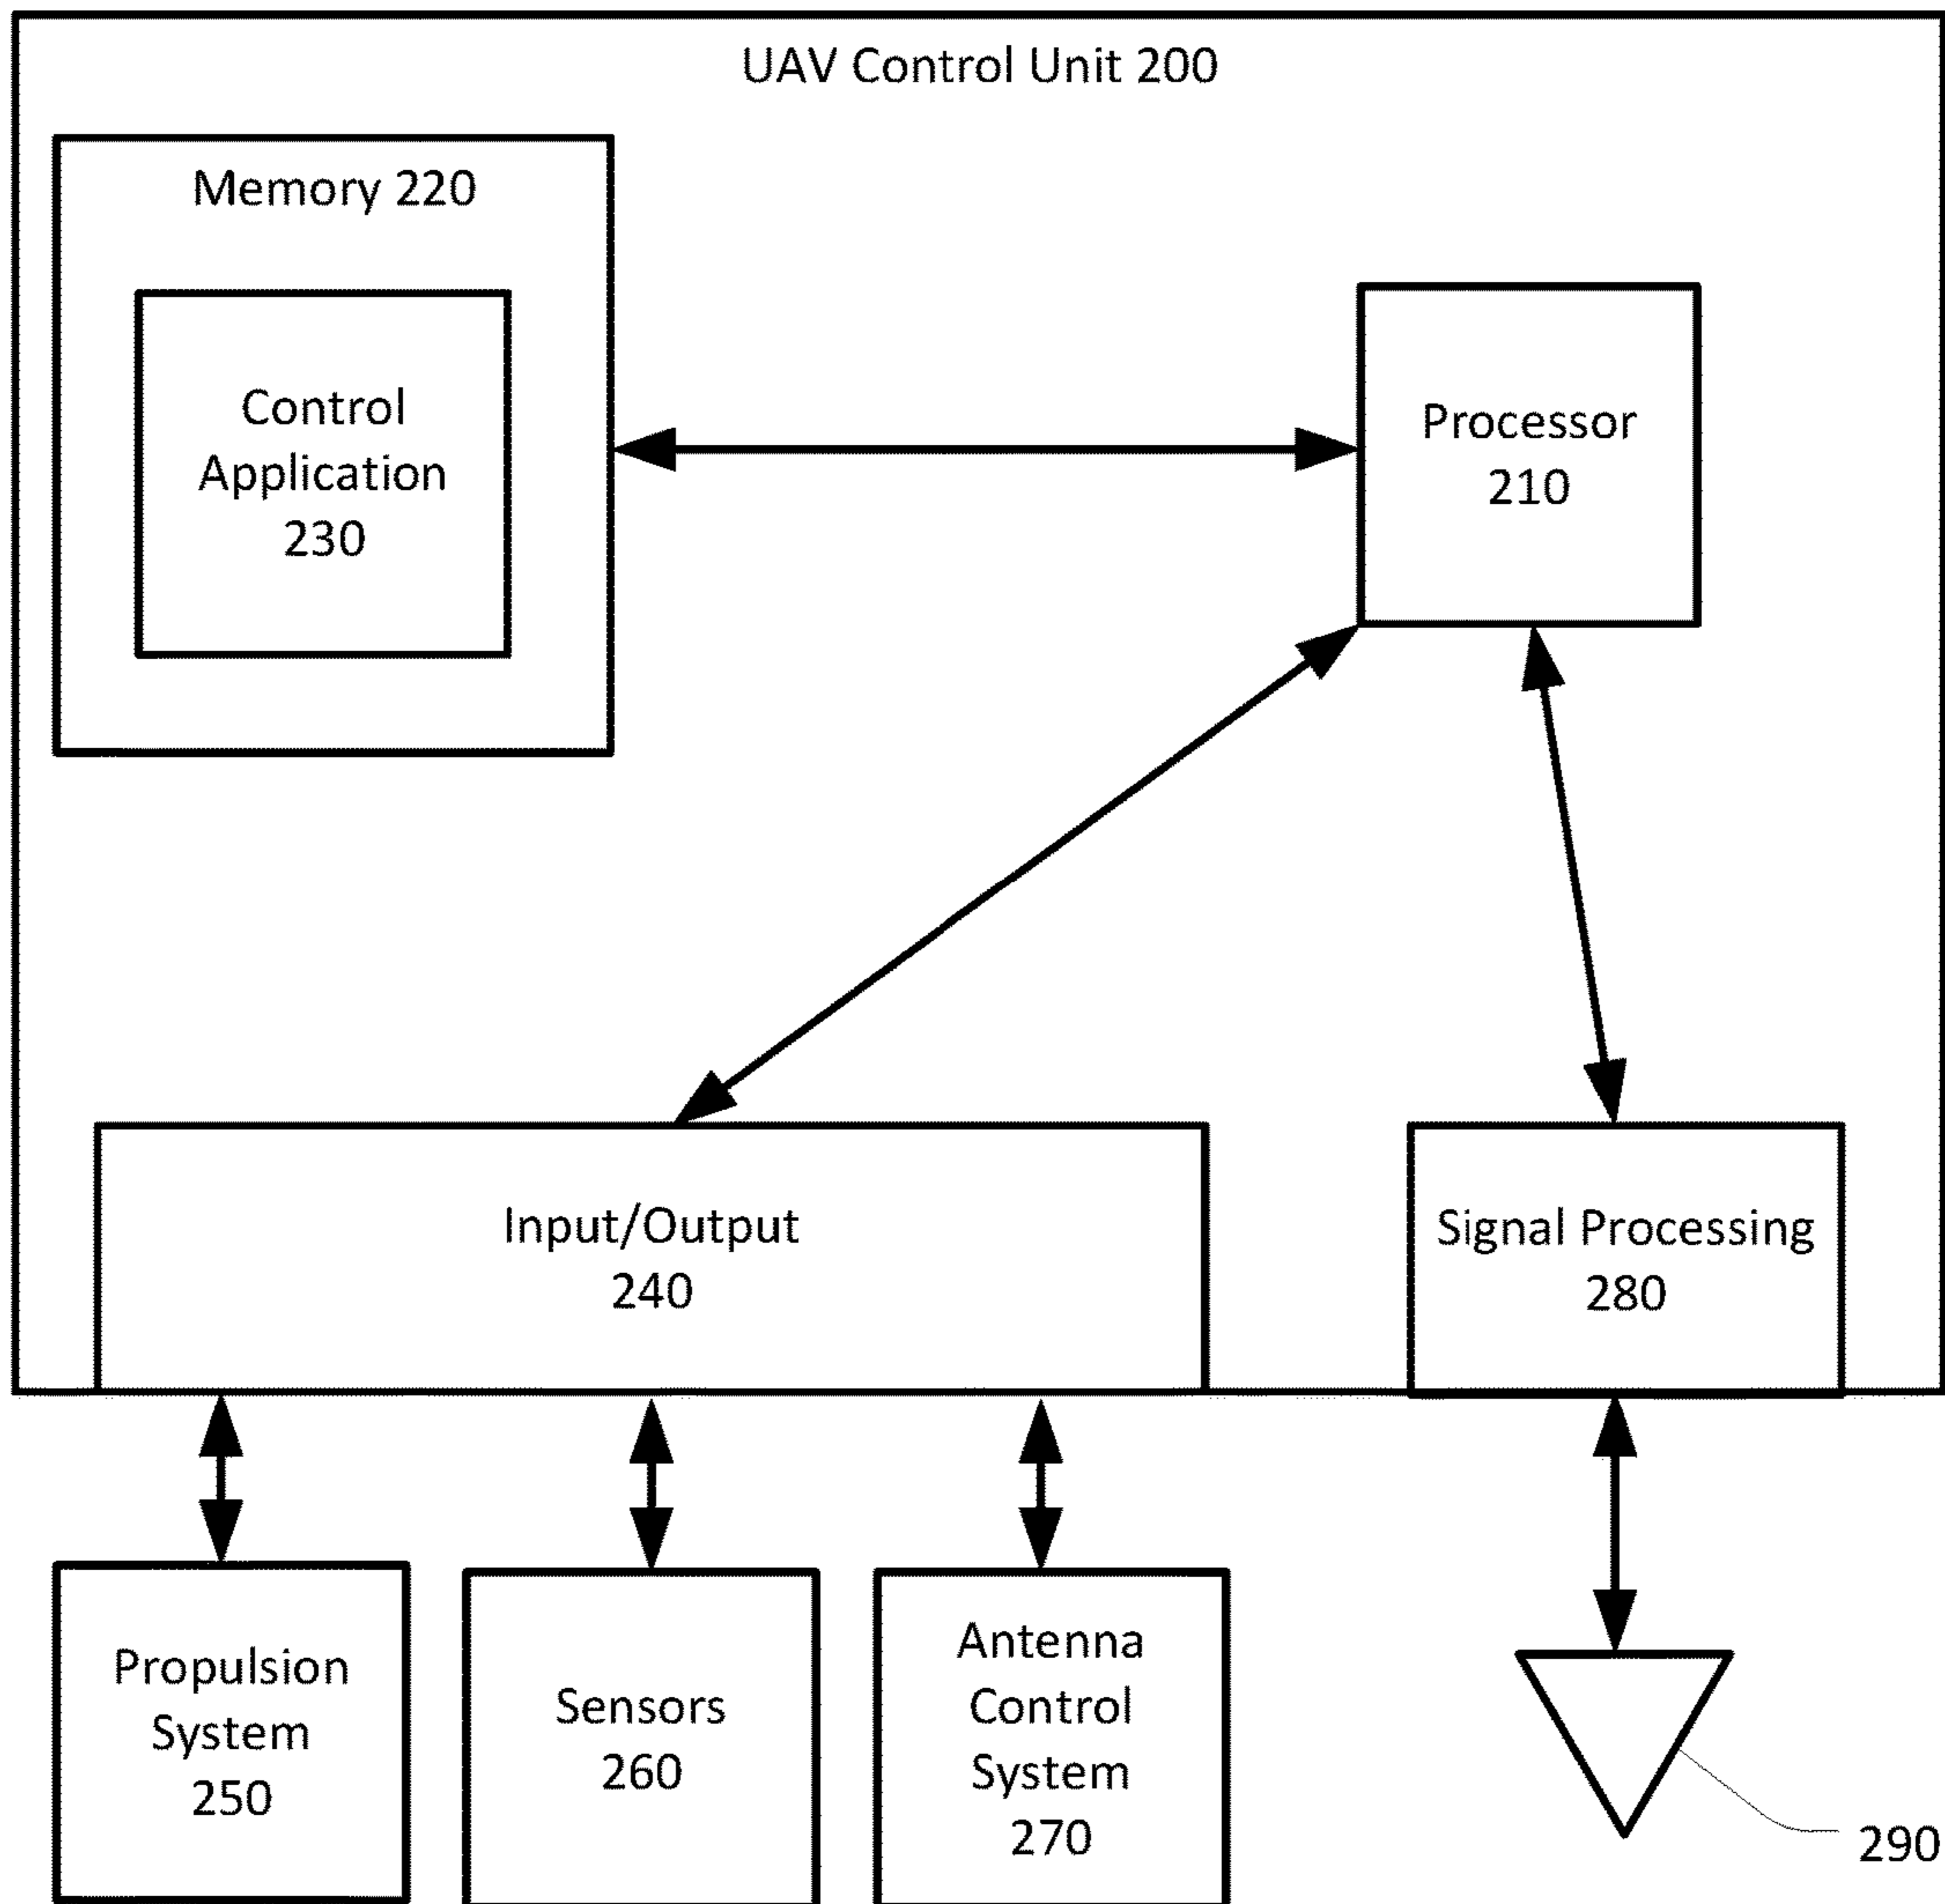 UAV Control Unit 200
Memory 220
Control
Application
230
Processor
210
Input/Output
240
Signal Processing
280
Propulsion
System
250
Sensors
260
Antenna
Control
System
270
290